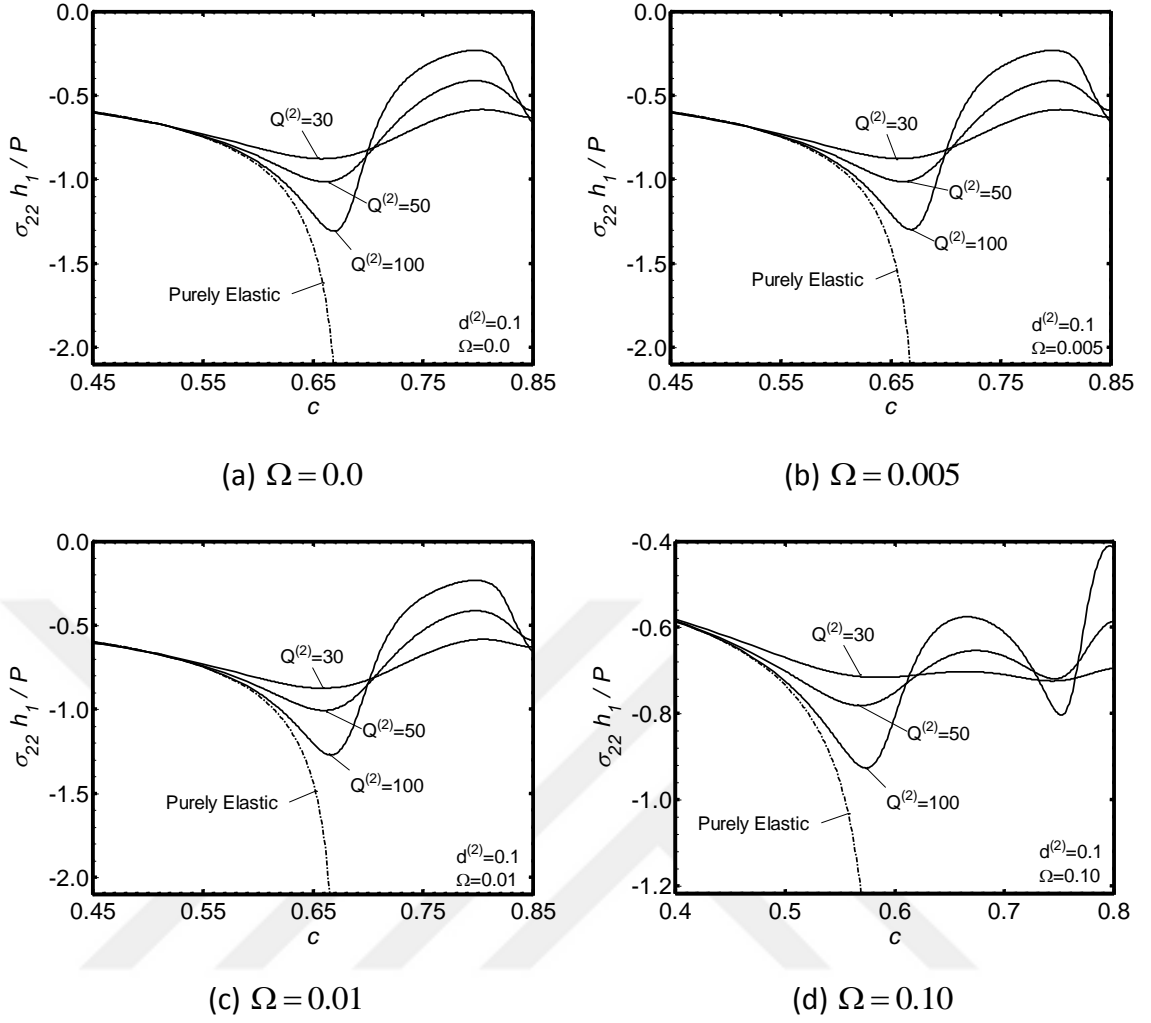 0.0
-0.5
-1.0
-1.5
-2.0
σ22 h1 / P
Q(2)=30
Q(2)=50
Q(2)=100
Purely Elastic
d(2)=0.1
Ω=0.0
0.45 0.55 0.65 0.75 0.85
c
(a) Ω = 0.0
0.0
-0.5
-1.0
-1.5
-2.0
σ22 h1 / P
Q(2)=30
Q(2)=50
Q(2)=100
Purely Elastic
d(2)=0.1
Ω=0.005
0.45 0.55 0.65 0.75 0.85
c
(b) Ω = 0.005
0.0
-0.5
-1.0
-1.5
-2.0
σ22 h1 / P
Q(2)=30
Q(2)=50
Q(2)=100
Purely Elastic
d(2)=0.1
Ω=0.01
0.45 0.55 0.65 0.75 0.85
c
(c) Ω = 0.01
-0.4
-0.6
-0.8
-1.0
-1.2
σ22 h1 / P
Q(2)=30
Q(2)=50
Q(2)=100
Purely Elastic
d(2)=0.1
Ω=0.10
0.4 0.5 0.6 0.7 0.8
c
(d) Ω = 0.10